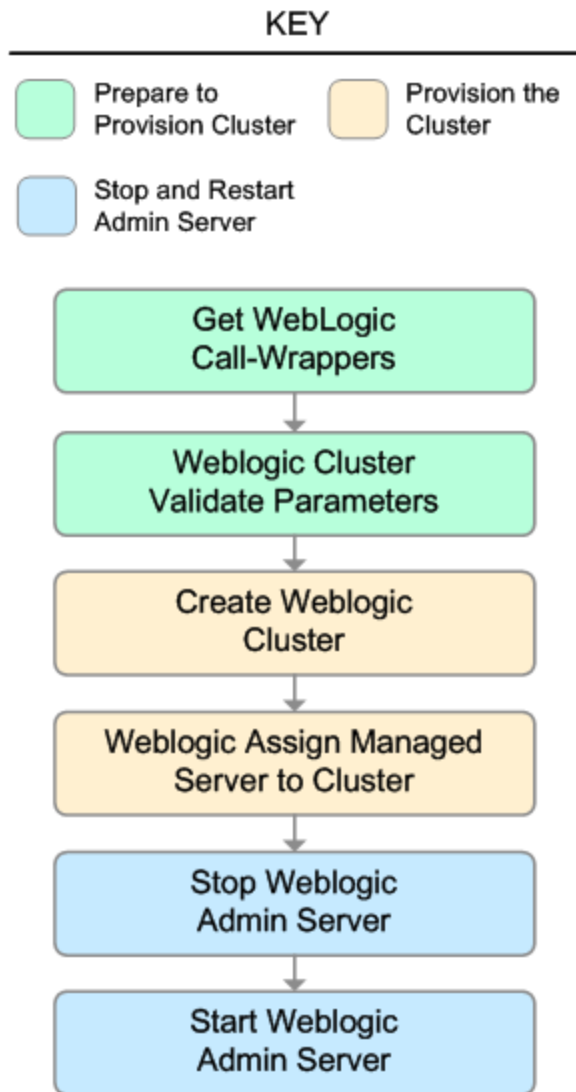 KEY
Prepare to
Provision Cluster
Provision the
Cluster
Stop and Restart
Admin Server
Get WebLogic
Call-Wrappers
Weblogic Cluster
Validate Parameters
Create Weblogic
Cluster
Weblogic Assign Managed
Server to Cluster
Stop Weblogic
Admin Server
Start Weblogic
Admin Server